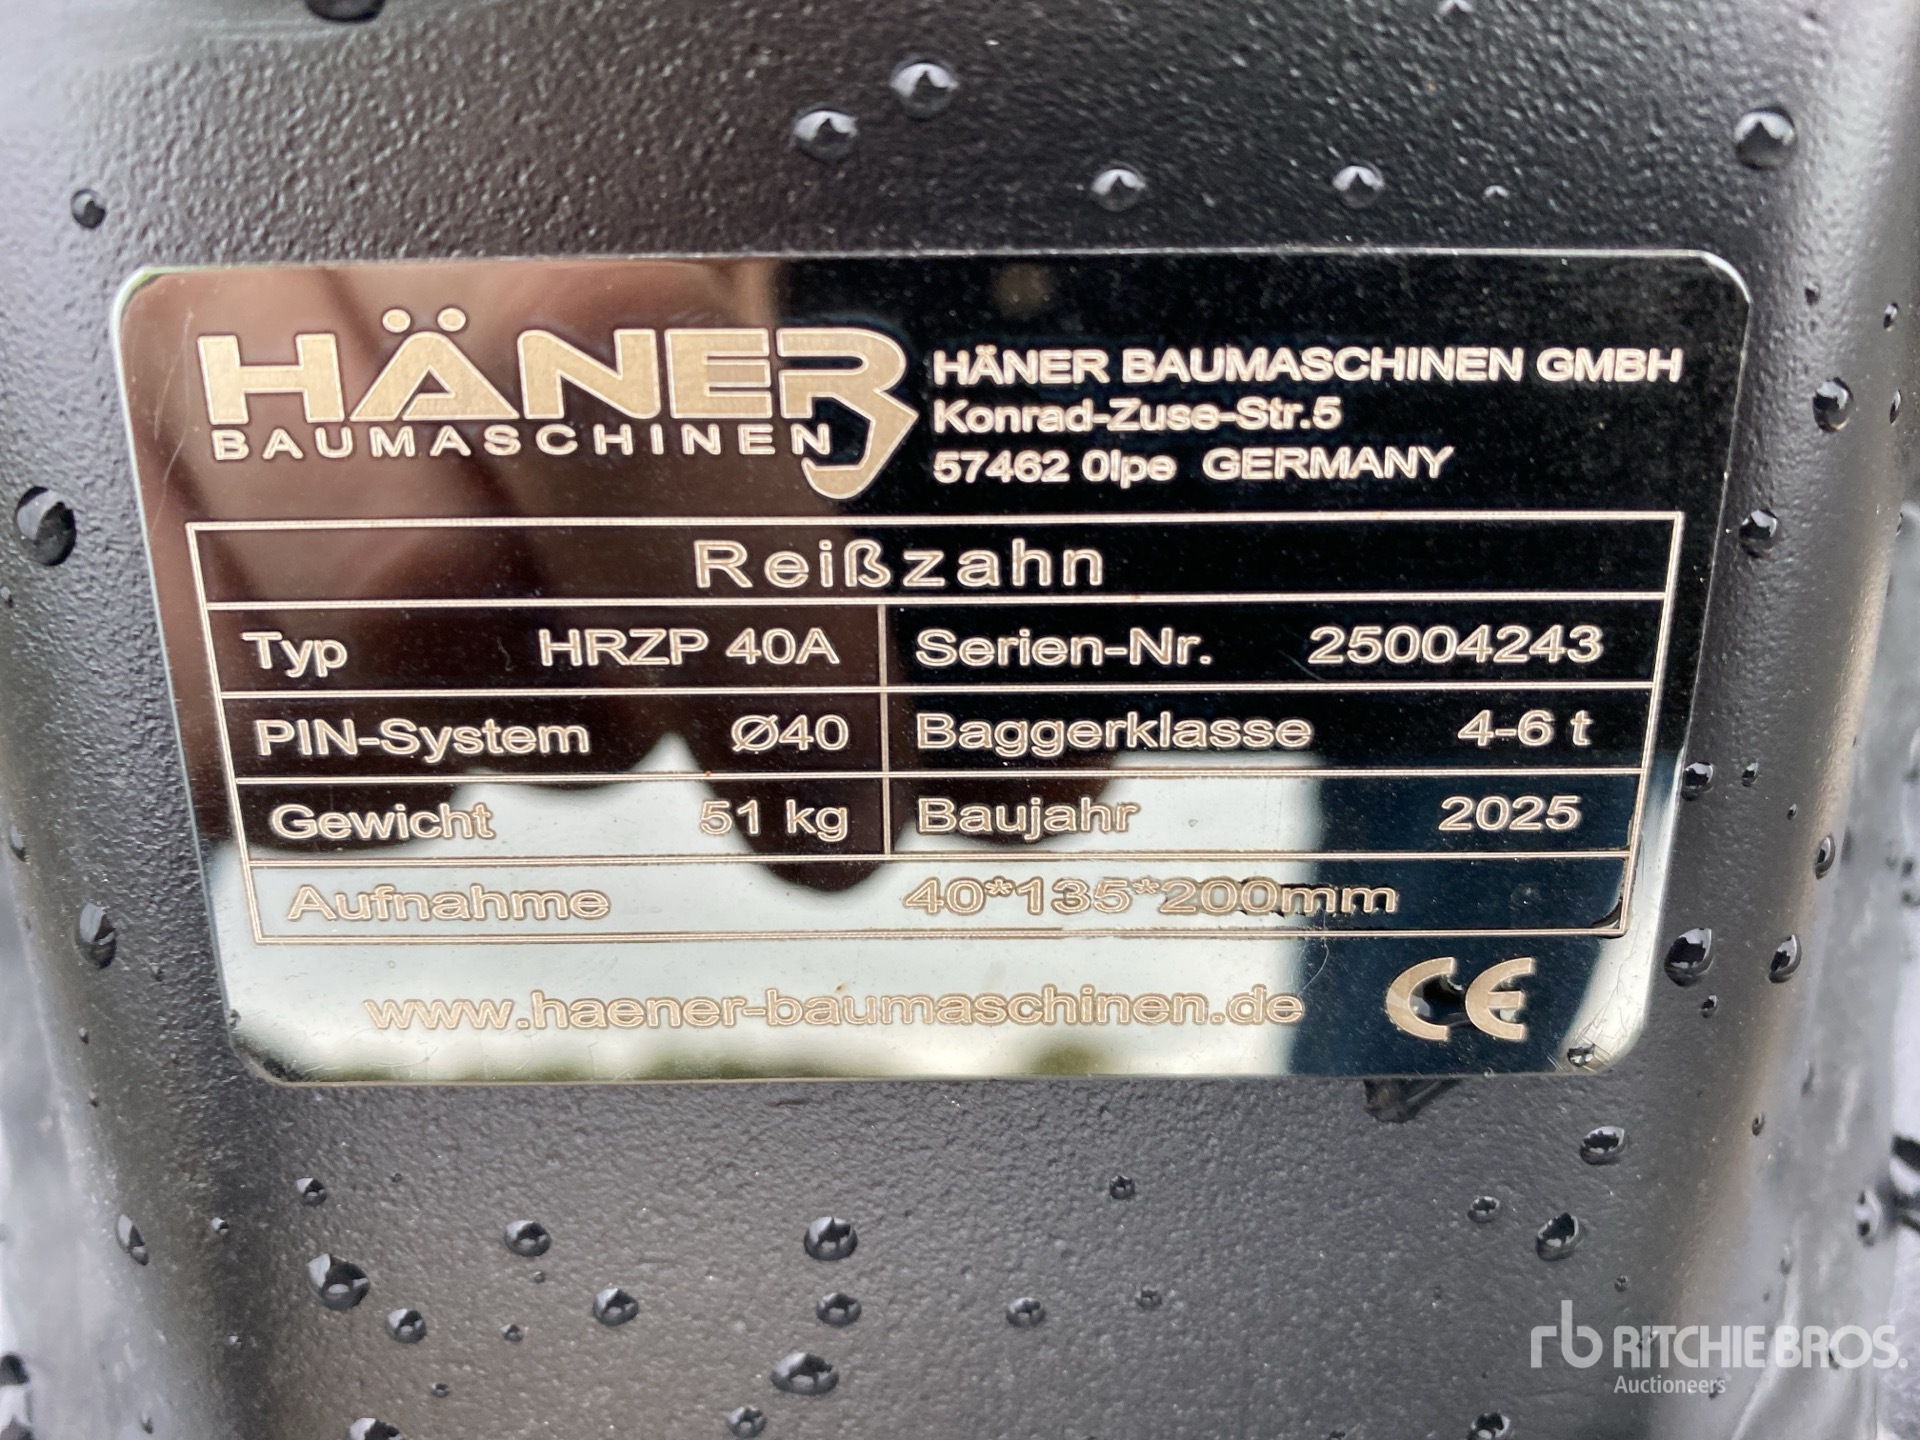 HÄNER
BAUMASCHINEN
HÄNER BAUMASCHINEN GMBH
Konrad-Zuse-Str.5
57462 0lpe GERMANY
Reißzahn
Typ HRZP 40A Serien-Nr. 25004243
PIN-System Ø40 Baggerklasse 4-6 t
Gewicht 51 kg Baujahr 2025
Aufnahme 40*135*200mm
www.haener-baumaschinen.de CE
rb RITCHIE BROS.
Auctioneers